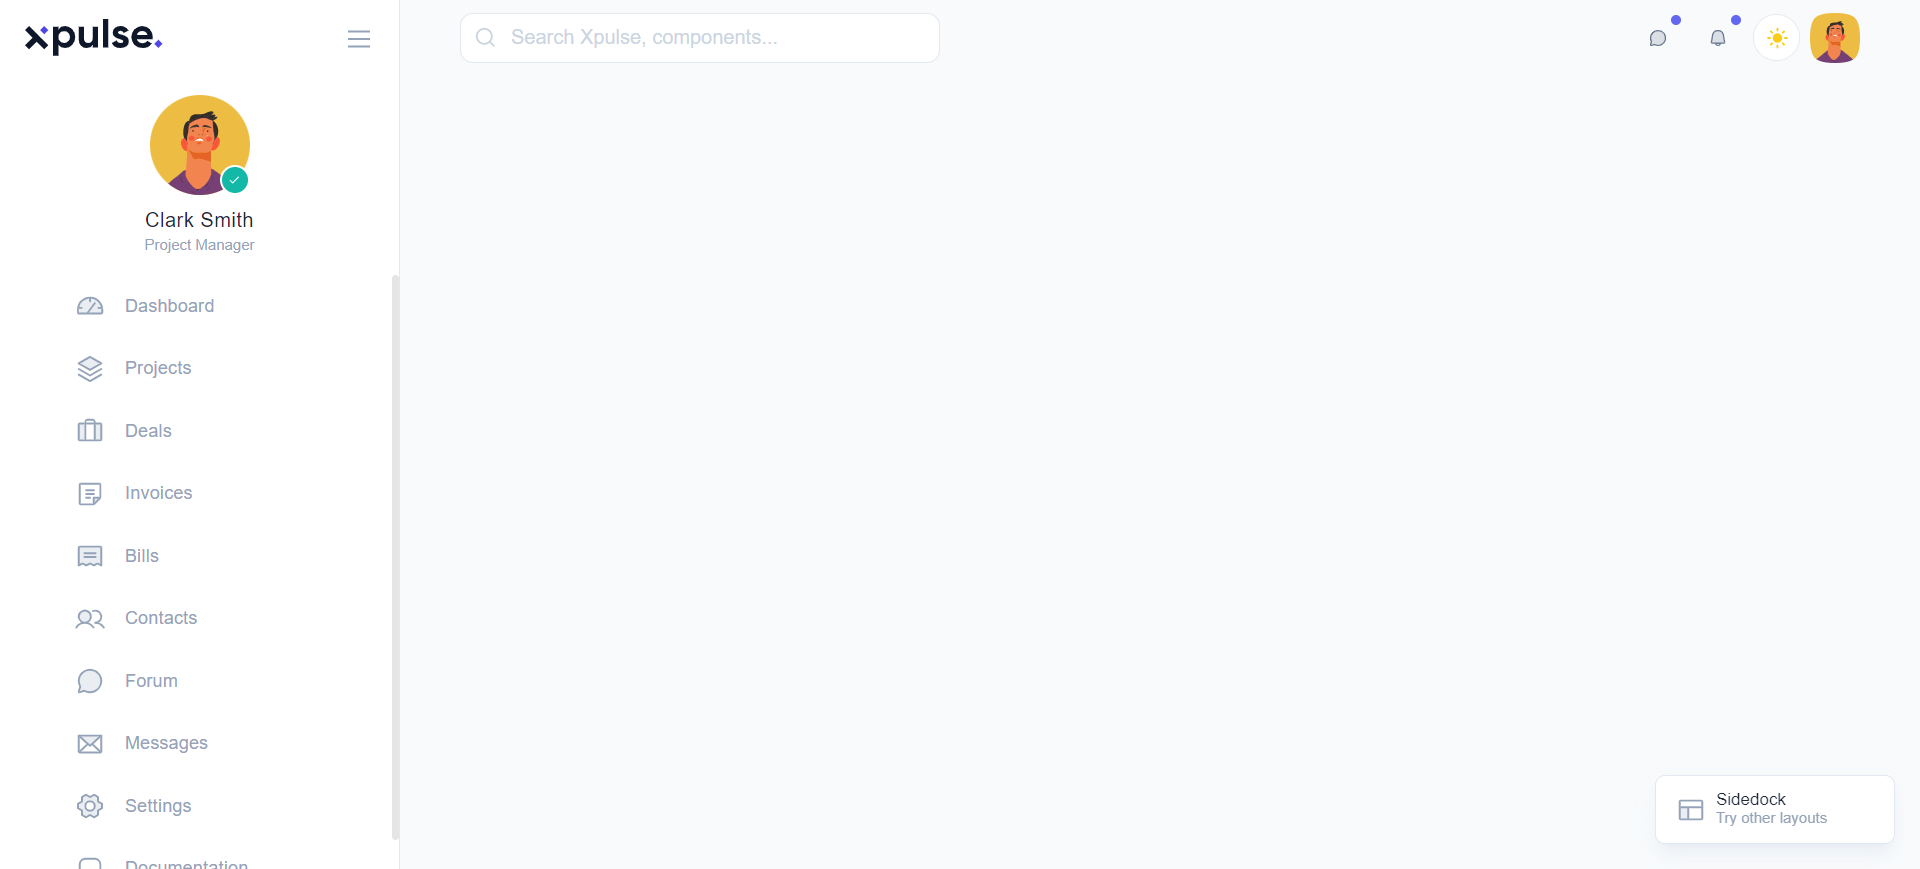 xpulse.
Search Xpulse, components...
Clark Smith
Project Manager
Dashboard
Projects
Deals
Invoices
Bills
Contacts
Forum
Messages
Settings
Documentation
Sidedock
Try other layouts